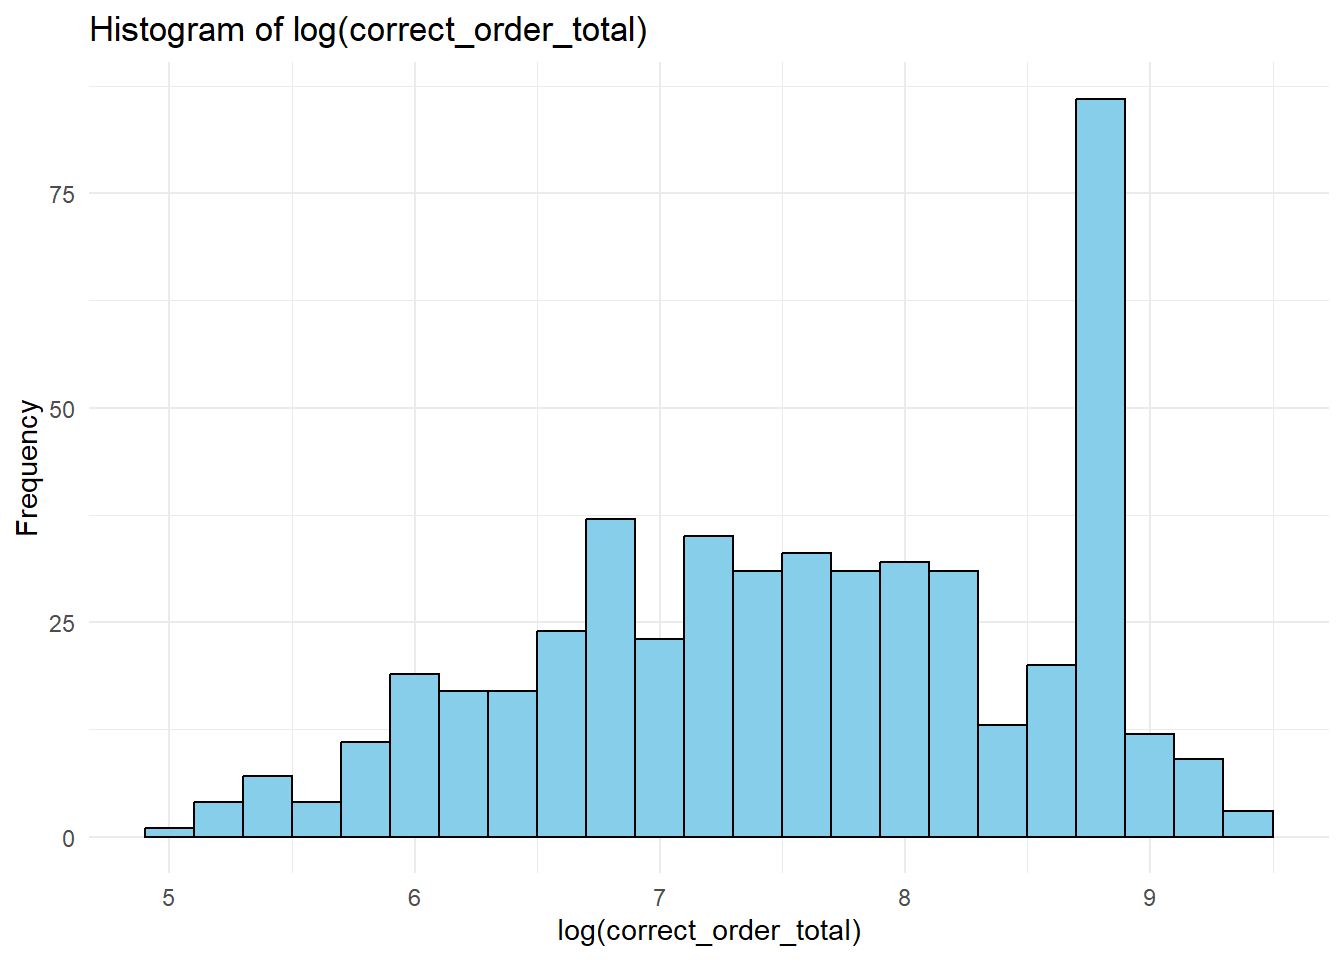 Histogram of log(correct_order_total)
Frequency
75
50
25
0
5 6 7 8 9
log(correct_order_total)